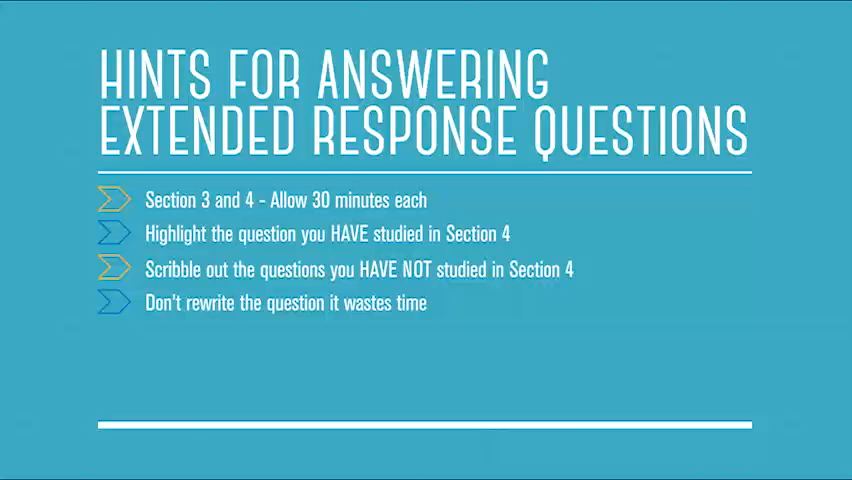 HINTS FOR ANSWERING
EXTENDED RESPONSE QUESTIONS
Section 3 and 4 - Allow 30 minutes each
Highlight the question you HAVE studied in Section 4
Scribble out the questions you HAVE NOT studied in Section 4
Don't rewrite the question it wastes time